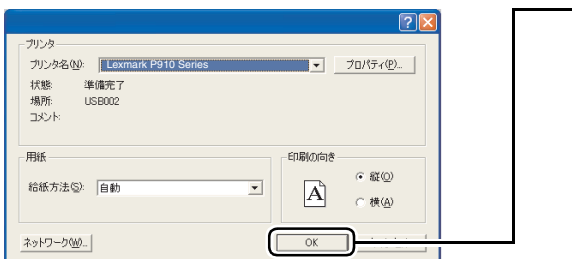 プリンタ
プリンタ名(N): Lexmark P910 Series プロパティ(P)...
状態: 準備完了
場所: USB002
コメント:
用紙
給紙方法(S): 自動
印刷の向き
A
縦(O)
横(A)
ネットワーク(W)...
OK